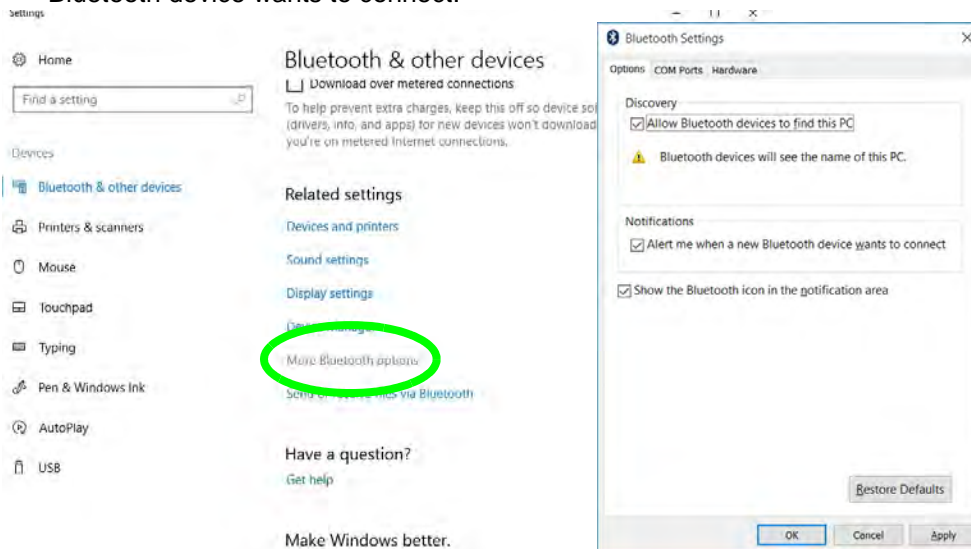 Bluetooth device wants to connect.
Settings
Home
Find a setting
Devices
Bluetooth & other devices
Printers & scanners
Mouse
Touchpad
Typing
Pen & Windows Ink
AutoPlay
USB
Bluetooth & other devices
Download over metered connections
To help prevent extra charges, keep this off so device
(drivers, info, and apps) for new devices won't download
you're on metered Internet connections.
Related settings
Devices and printers
Sound settings
Display settings
More Bluetooth options
files via Bluetooth
Have a question?
Get help
Make Windows better.
Bluetooth Settings
Options COM Ports Hardware
Discovery
Allow Bluetooth devices to find this PC
Bluetooth devices will see the name of this PC.
Notifications
Alert me when a new Bluetooth device wants to connect
Show the Bluetooth icon in the notification area
Restore Defaults
OK Cancel Apply